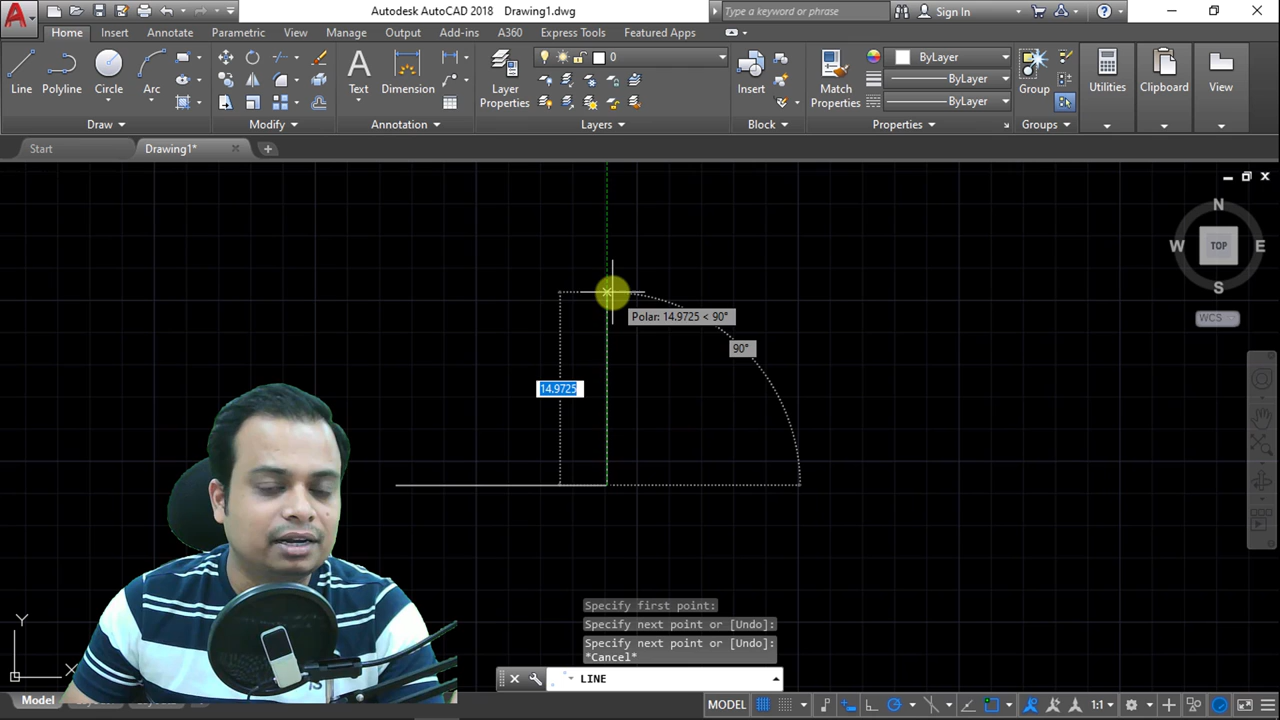 Autodesk AutoCAD 2018 Drawing1.dwg
Type a keyword or phrase
Sign In
Home Insert Annotate Parametric View Manage Output Add-ins A360 Express Tools Featured Apps
Line Polyline Circle Arc
Text Dimension
Layer Properties
0
Insert
Match Properties
ByLayer
ByLayer
ByLayer
Group
Utilities
Clipboard
View
Draw Modify Annotation Layers Block Properties Groups
Start Drawing1*
N
W TOP E
S
WCS
Polar: 14.9725 < 90°
90°
14.9725
Y
X
Specify first point:
Specify next point or [Undo]:
Specify next point or [Undo]:
*Cancel*
LINE
Model
MODEL 1:1